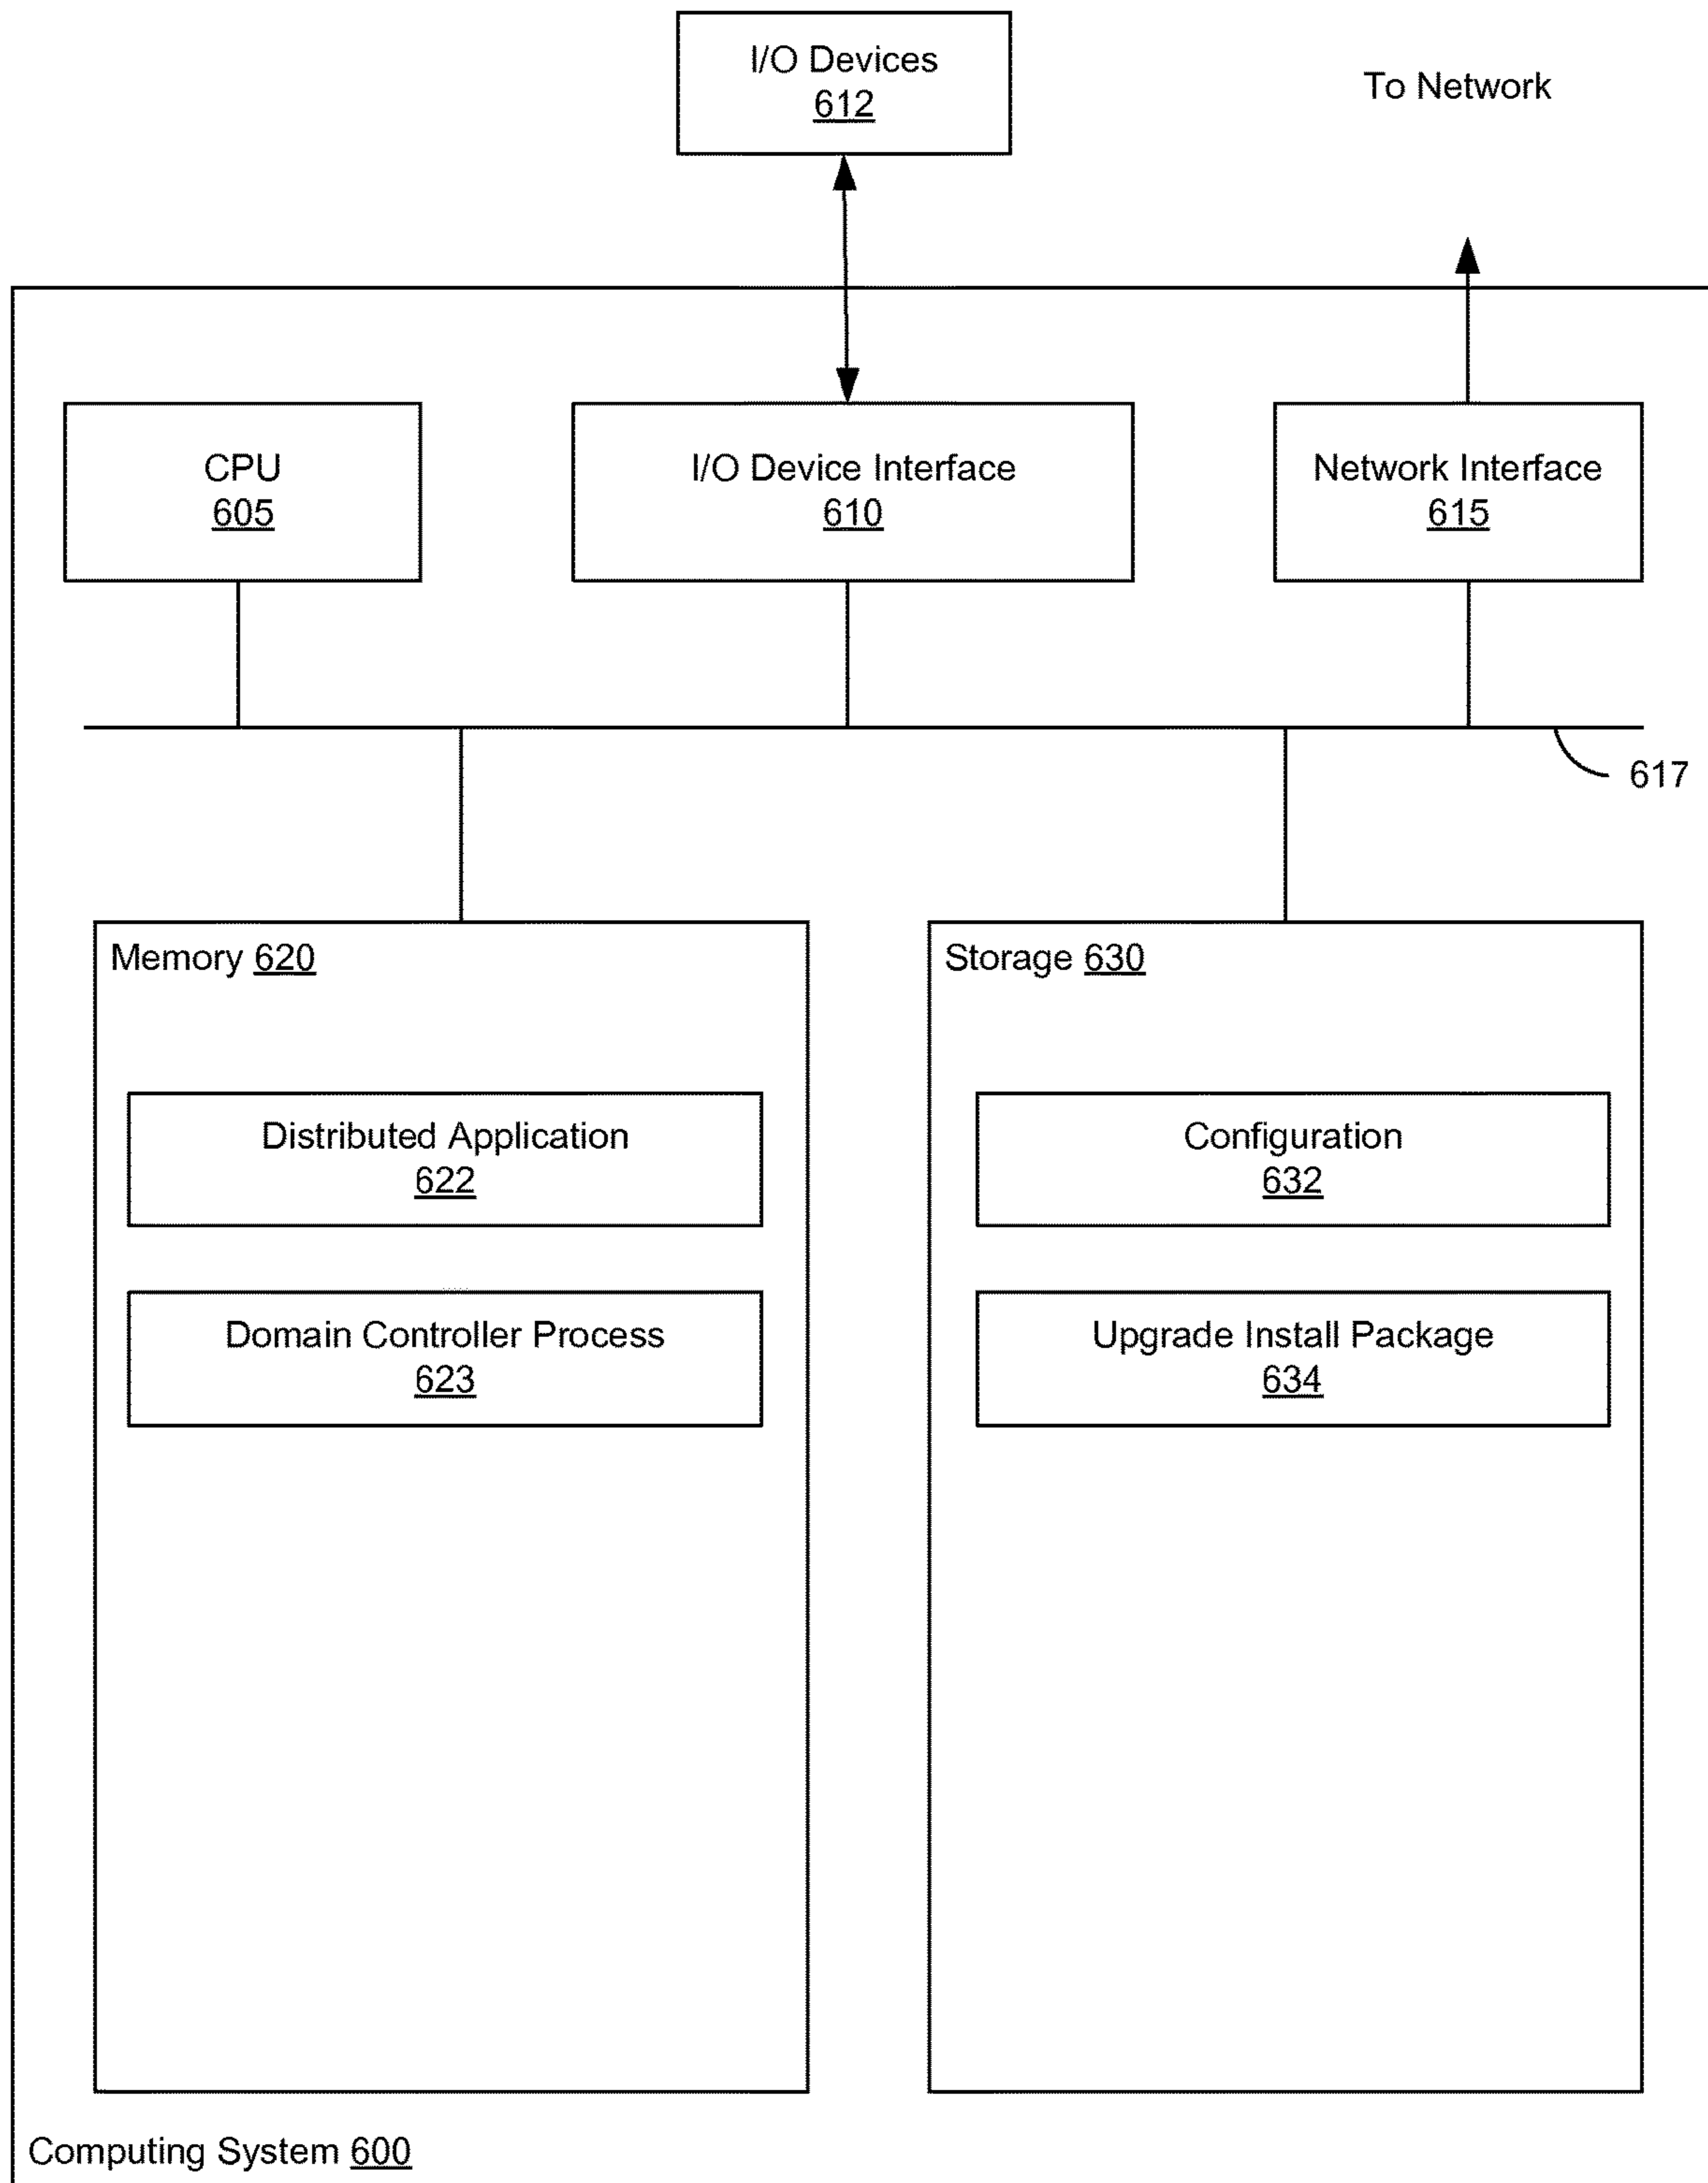 I/O Devices
612
To Network
CPU
605
I/O Device Interface
610
Network Interface
615
617
Memory 620
Storage 630
Distributed Application
622
Configuration
632
Domain Controller Process
623
Upgrade Install Package
634
Computing System 600